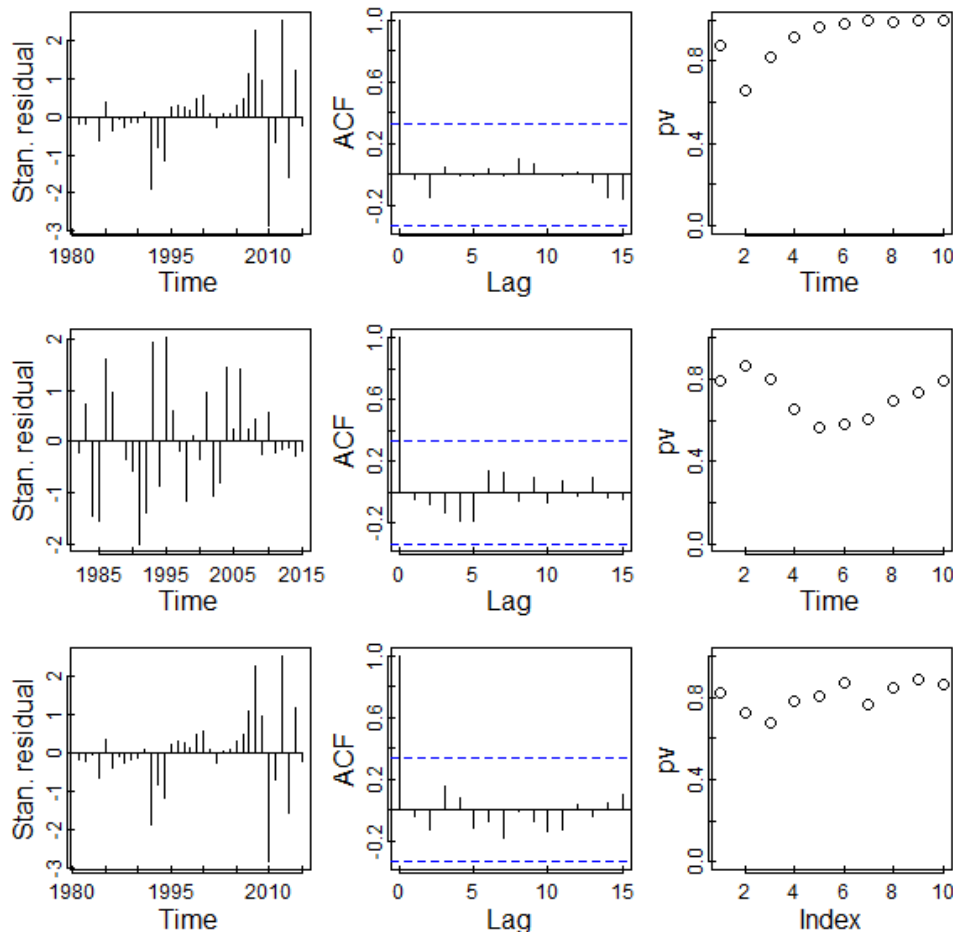 Stan. residual
-3 -2 -1 0 1 2
1980 1995 2010
Time
ACF
-0.2 0.2 0.6 1.0
0 5 10 15
Lag
pv
0.0 0.8
2 4 6 8 10
Time
Stan. residual
-2 -1 0 1 2
1985 1995 2005 2015
Time
ACF
-0.2 0.2 0.6 1.0
0 5 10 15
Lag
pv
0.0 0.4 0.8
2 4 6 8 10
Time
Stan. residual
-3 -2 -1 0 1 2
1980 1995 2010
Time
ACF
-0.2 0.2 0.6 1.0
0 5 10 15
Lag
pv
0.0 0.4 0.8
2 4 6 8 10
Index